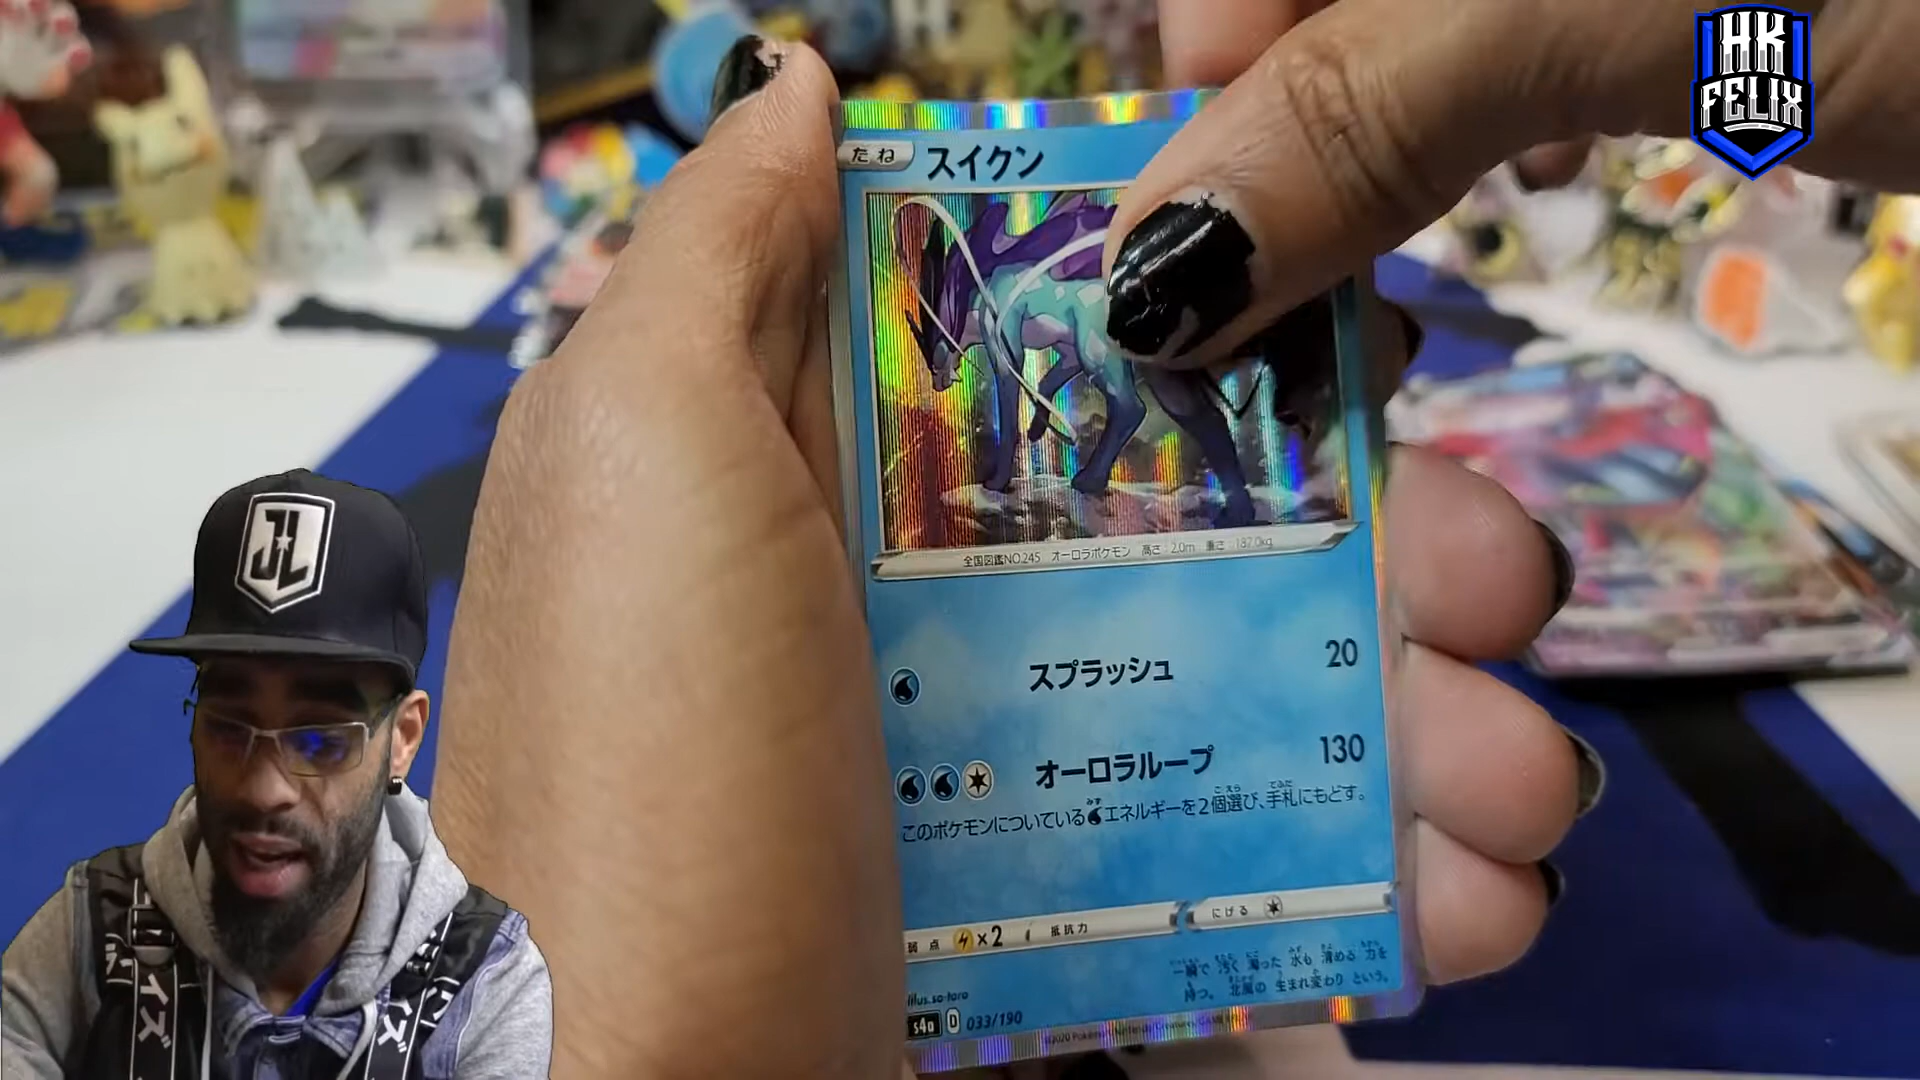 HK
FELIX
たね スイクン
全国図鑑NO.245 オーロラポケモン 高さ:2.0m 重さ:187.0kg
スプラッシュ 20
オーロラループ 130
このポケモンについている エネルギーを2個選び、手札にもどす。
弱点 ×2 抵抗力 にげる
一瞬で 汚く 濁った 水も 清める 力を
持つ。 北風の 生まれ変わり という。
illus.so-taro
s4a D 033/190
JL
イズ
イズ